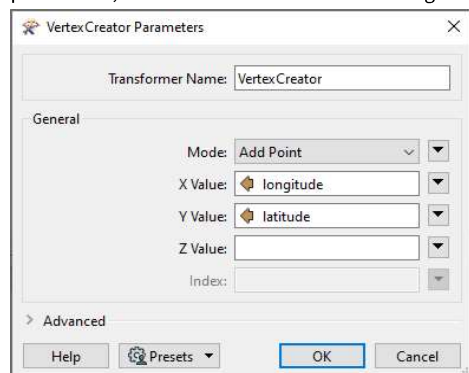 VertexCreator Parameters
Transformer Name: VertexCreator
General
Mode: Add Point
X Value: longitude
Y Value: latitude
Z Value:
Index:
Advanced
Help Presets OK Cancel